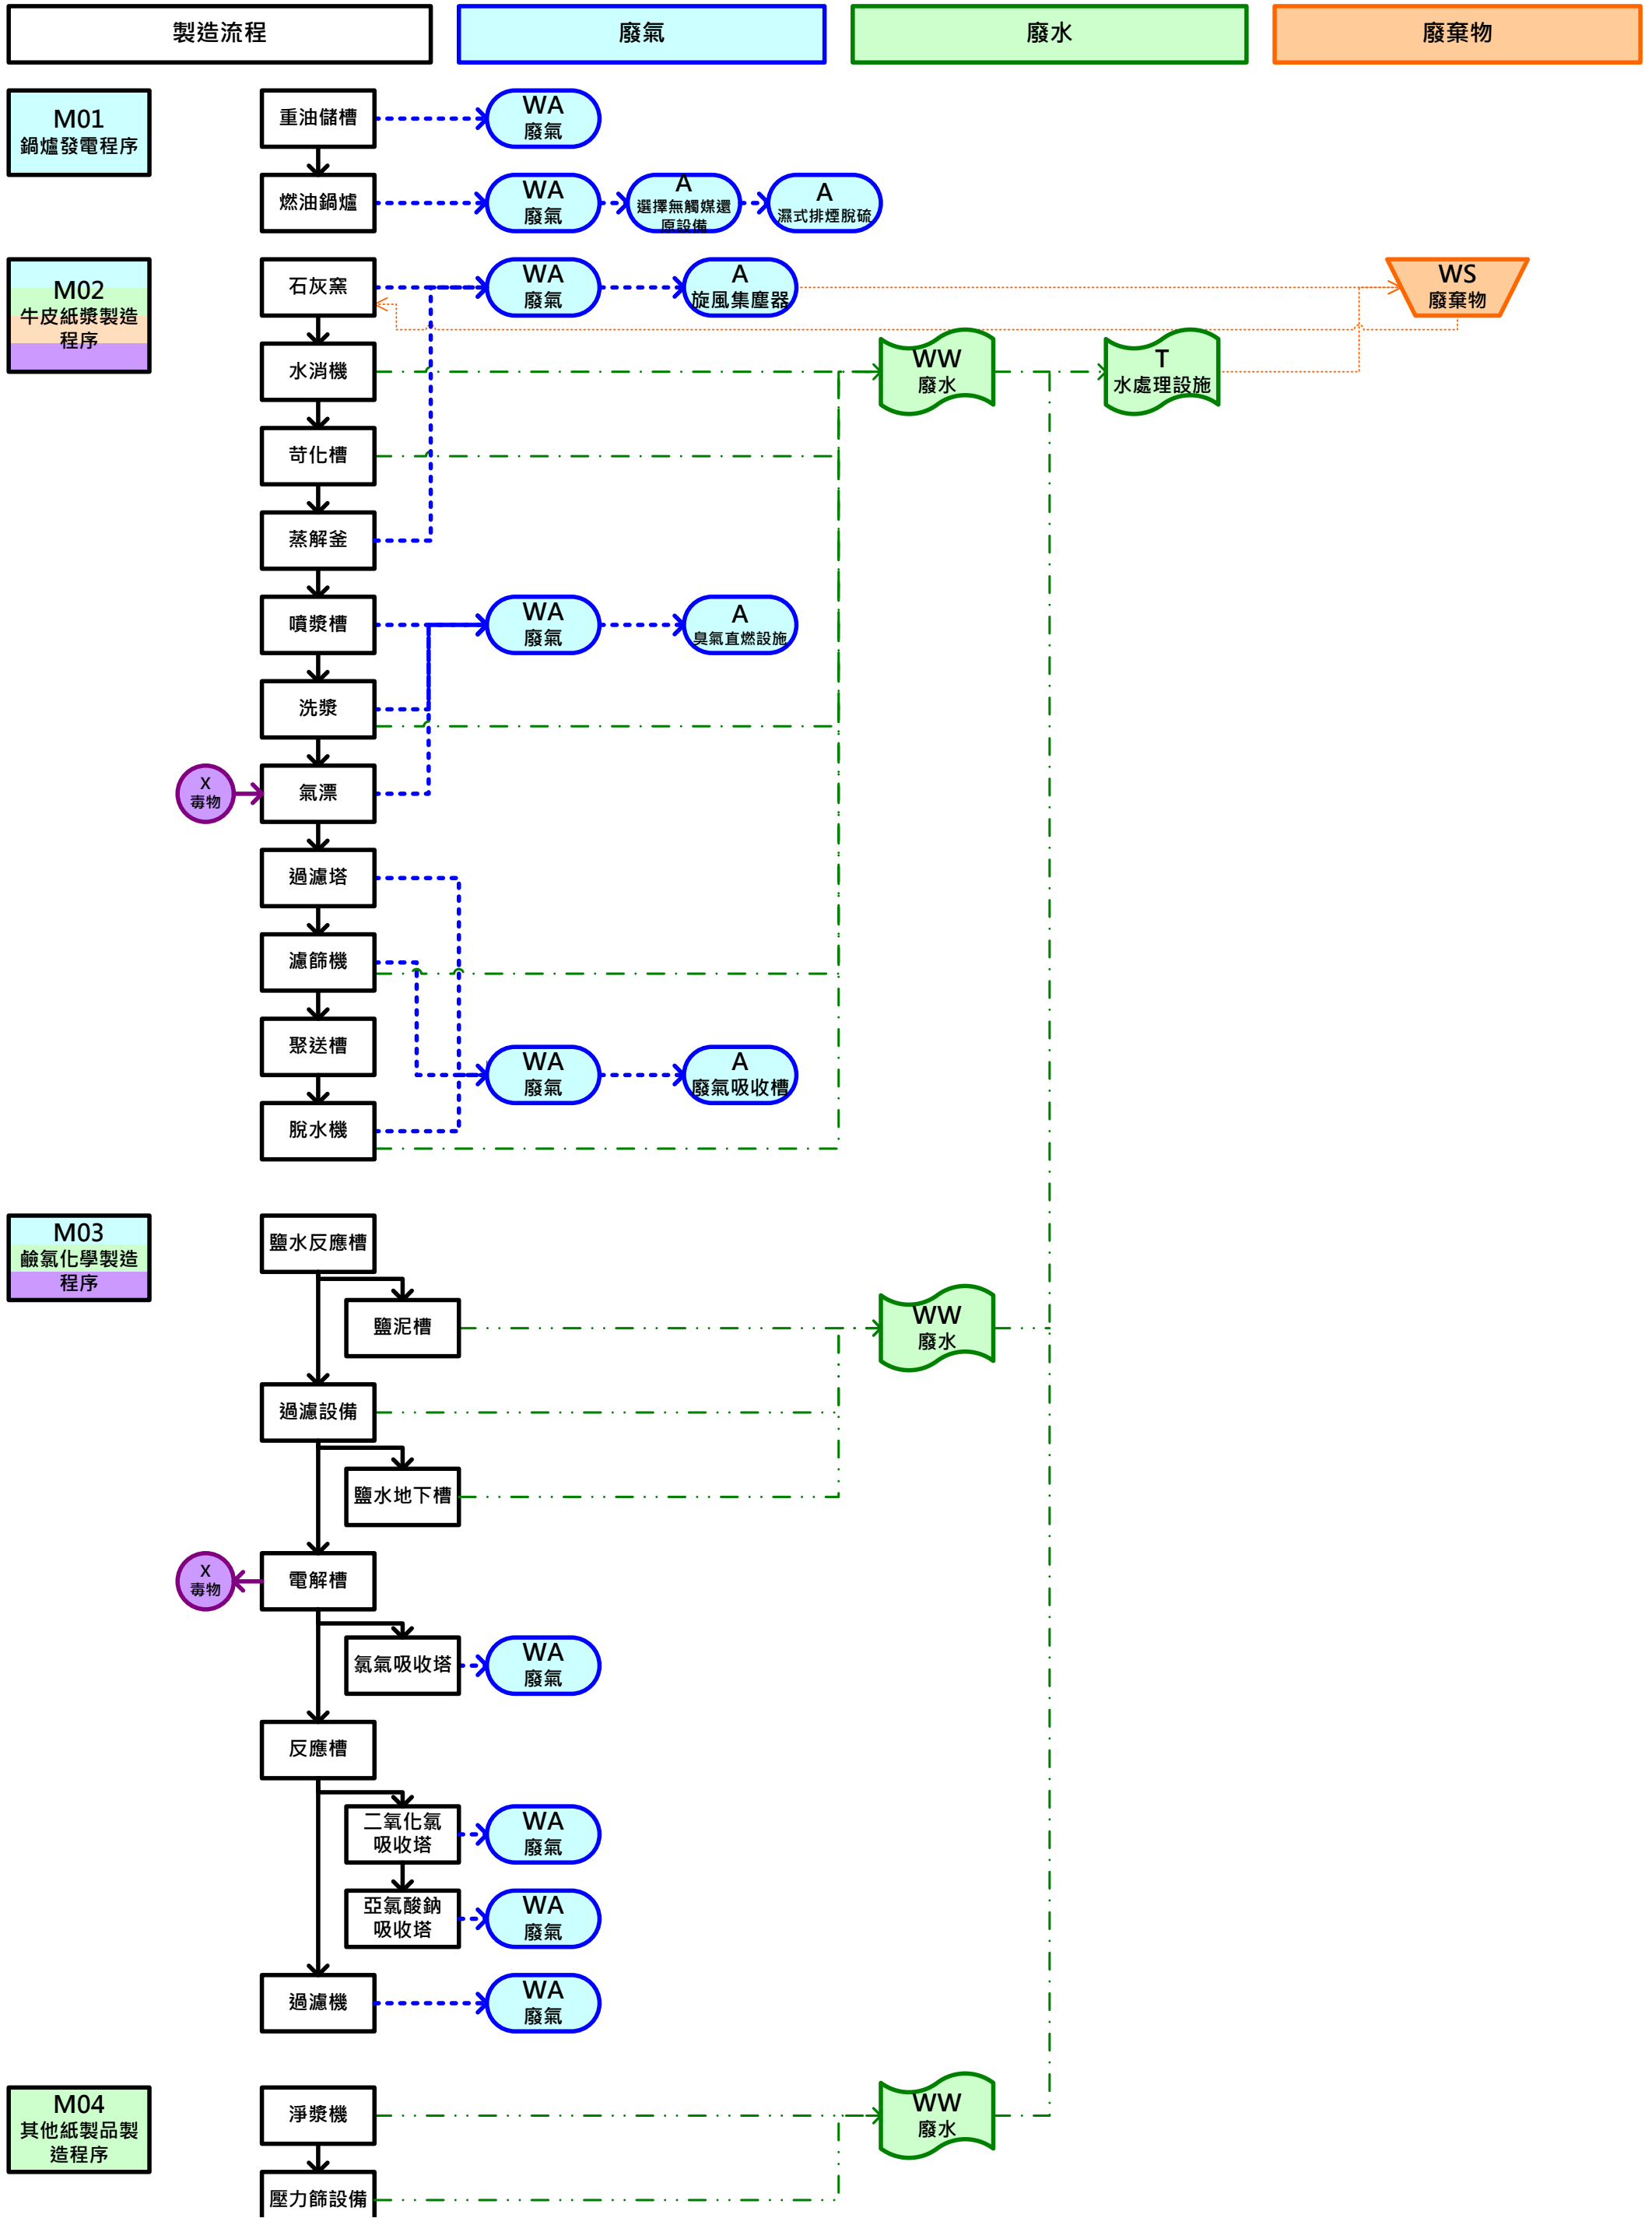 製造流程
廢氣
廢水
廢棄物
M01
鍋爐發電程序
重油儲槽
WA
廢氣
燃油鍋爐
WA
廢氣
A
選擇無觸媒還
原設備
A
濕式排煙脫硫
M02
牛皮紙漿製造
程序
石灰窯
WA
廢氣
A
旋風集塵器
WS
廢棄物
水消機
WW
廢水
T
水處理設施
苛化槽
蒸解釜
噴漿槽
WA
廢氣
A
臭氣直燃設施
洗漿
X
毒物
氣漂
過濾塔
濾篩機
聚送槽
WA
廢氣
A
廢氣吸收槽
脫水機
M03
鹼氯化學製造
程序
鹽水反應槽
鹽泥槽
WW
廢水
過濾設備
鹽水地下槽
X
毒物
電解槽
氯氣吸收塔
WA
廢氣
反應槽
二氧化氯
吸收塔
WA
廢氣
亞氯酸鈉
吸收塔
WA
廢氣
過濾機
WA
廢氣
M04
其他紙製品製
造程序
淨漿機
WW
廢水
壓力篩設備